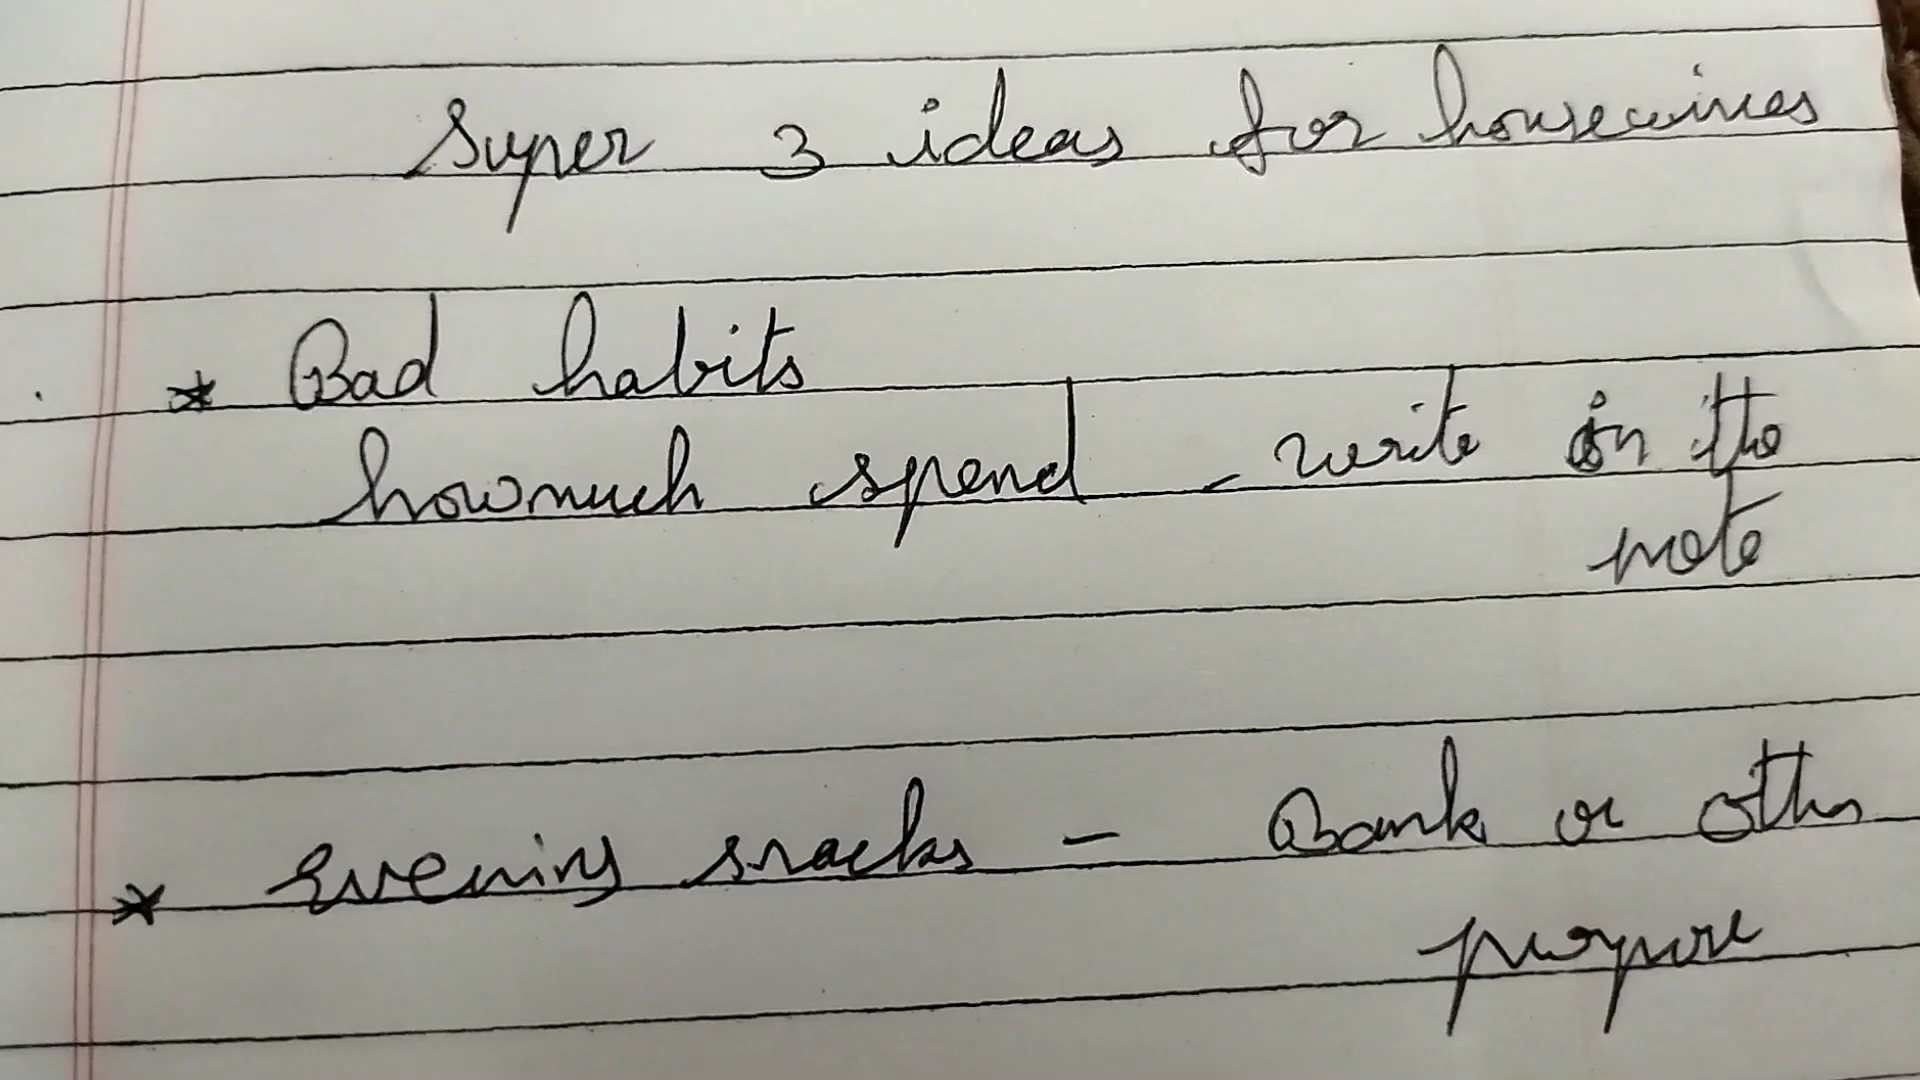 Super 3 ideas for housewives
* Bad habits
howmuch spend - write in the
note
* Evening snacks - Bank or other
purpose